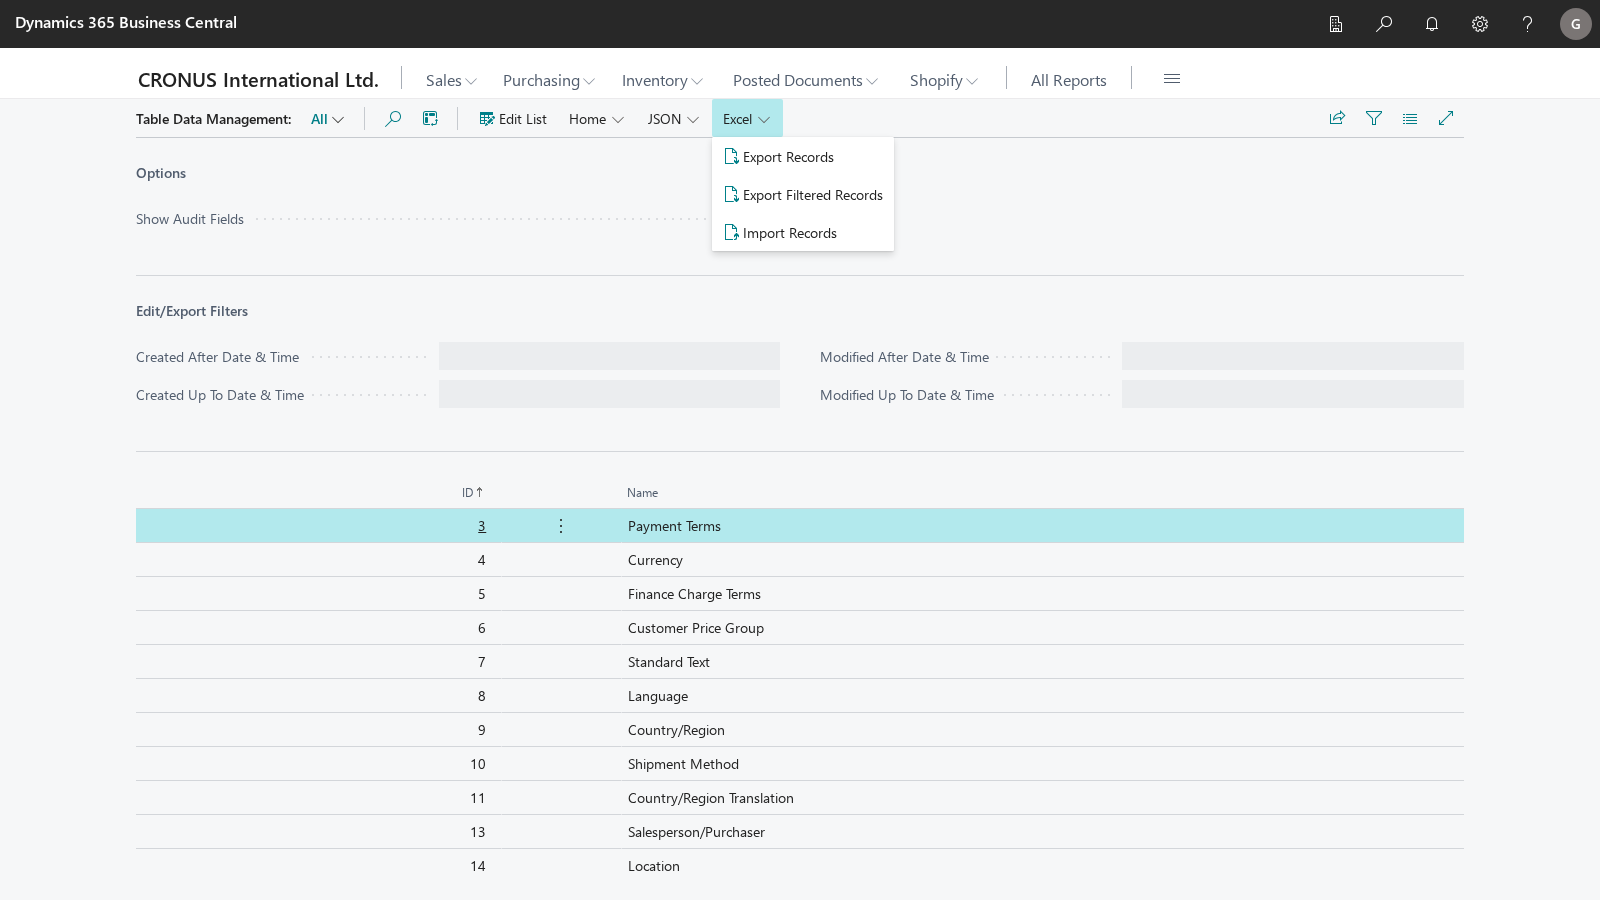 Dynamics 365 Business Central
G
CRONUS International Ltd.
Sales
Purchasing
Inventory
Posted Documents
Shopify
All Reports
Table Data Management:
All
Edit List
Home
JSON
Excel
Export Records
Export Filtered Records
Import Records
Options
Show Audit Fields
Edit/Export Filters
Created After Date & Time
Modified After Date & Time
Created Up To Date & Time
Modified Up To Date & Time
ID↑ Name
3 Payment Terms
4 Currency
5 Finance Charge Terms
6 Customer Price Group
7 Standard Text
8 Language
9 Country/Region
10 Shipment Method
11 Country/Region Translation
13 Salesperson/Purchaser
14 Location